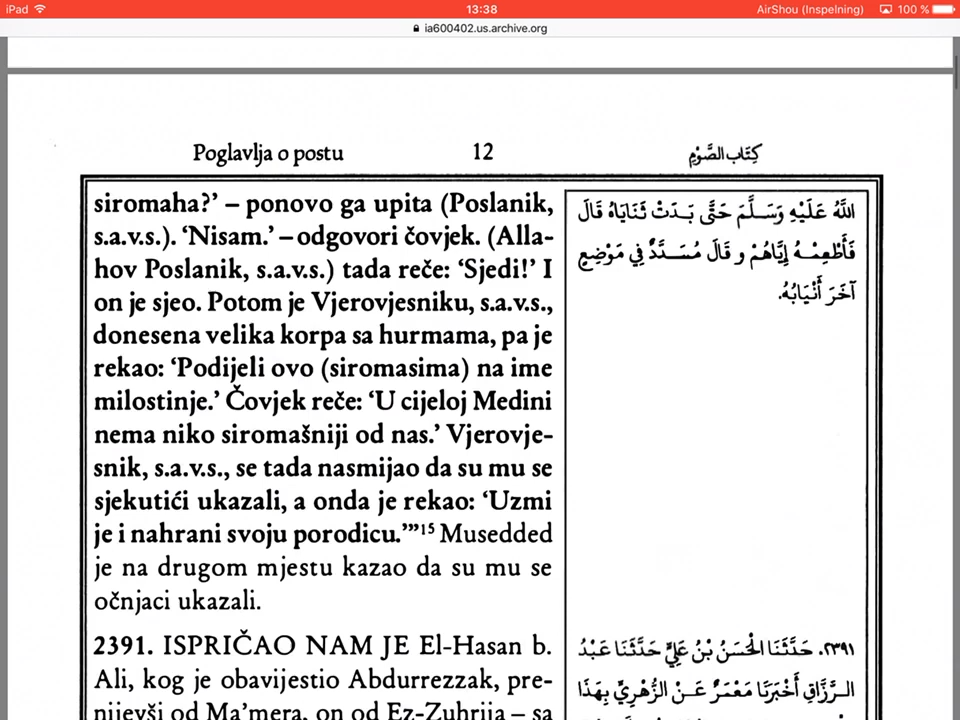 iPad 13:38 AirShou (Inspelning) 100 %
ia600402.us.archive.org
Poglavlja o postu 12 كِتَاب الصَّوْمِ
siromaha?’ – ponovo ga upita (Poslanik,
s.a.v.s.). ‘Nisam.’ – odgovori čovjek. (Alla-
hov Poslanik, s.a.v.s.) tada reče: ‘Sjedi!’ I
on je sjeo. Potom je Vjerovjesniku, s.a.v.s.,
donesena velika korpa sa hurmama, pa je
rekao: ‘Podijeli ovo (siromasima) na ime
milostinje.’ Čovjek reče: ‘U cijeloj Medini
nema niko siromašniji od nas.’ Vjerovje-
snik, s.a.v.s., se tada nasmijao da su mu se
sjekutići ukazali, a onda je rekao: ‘Uzmi
je i nahrani svoju porodicu.’”15 Musedded
je na drugom mjestu kazao da su mu se
očnjaci ukazali.
2391. ISPRIČAO NAM JE El-Hasan b.
Ali, kog je obavijestio Abdurrezzak, pre-
nijevši od Ma’mera, on od Ez-Zuhrija – sa
اللَّهُ عَلَيْهِ وَسَلَّمَ حَتَّى بَدَتْ ثَنَايَاهُ قَالَ
فَأَطْعِمْهُ إِيَّاهُمْ و قَالَ مُسَدَّدٌ فِي مَوْضِعٍ
آخَرَ أَنْيَابُهُ.
٢٣٩١. حَدَّثَنَا الْحَسَنُ بْنُ عَلِيٍّ حَدَّثَنَا عَبْدُ
الرَّزَّاقِ أَخْبَرَنَا مَعْمَرٌ عَنِ الزُّهْرِيِّ بِهَذَا